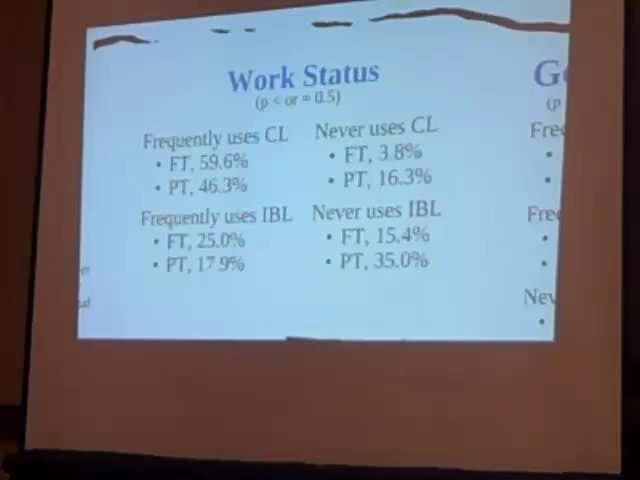 Work Status
(p < or = 0.5)
Frequently uses CL
• FT, 59.6%
• PT, 46.3%
Never uses CL
• FT, 3.8%
• PT, 16.3%
Frequently uses IBL
• FT, 25.0%
• PT, 17.9%
Never uses IBL
• FT, 15.4%
• PT, 35.0%
(p